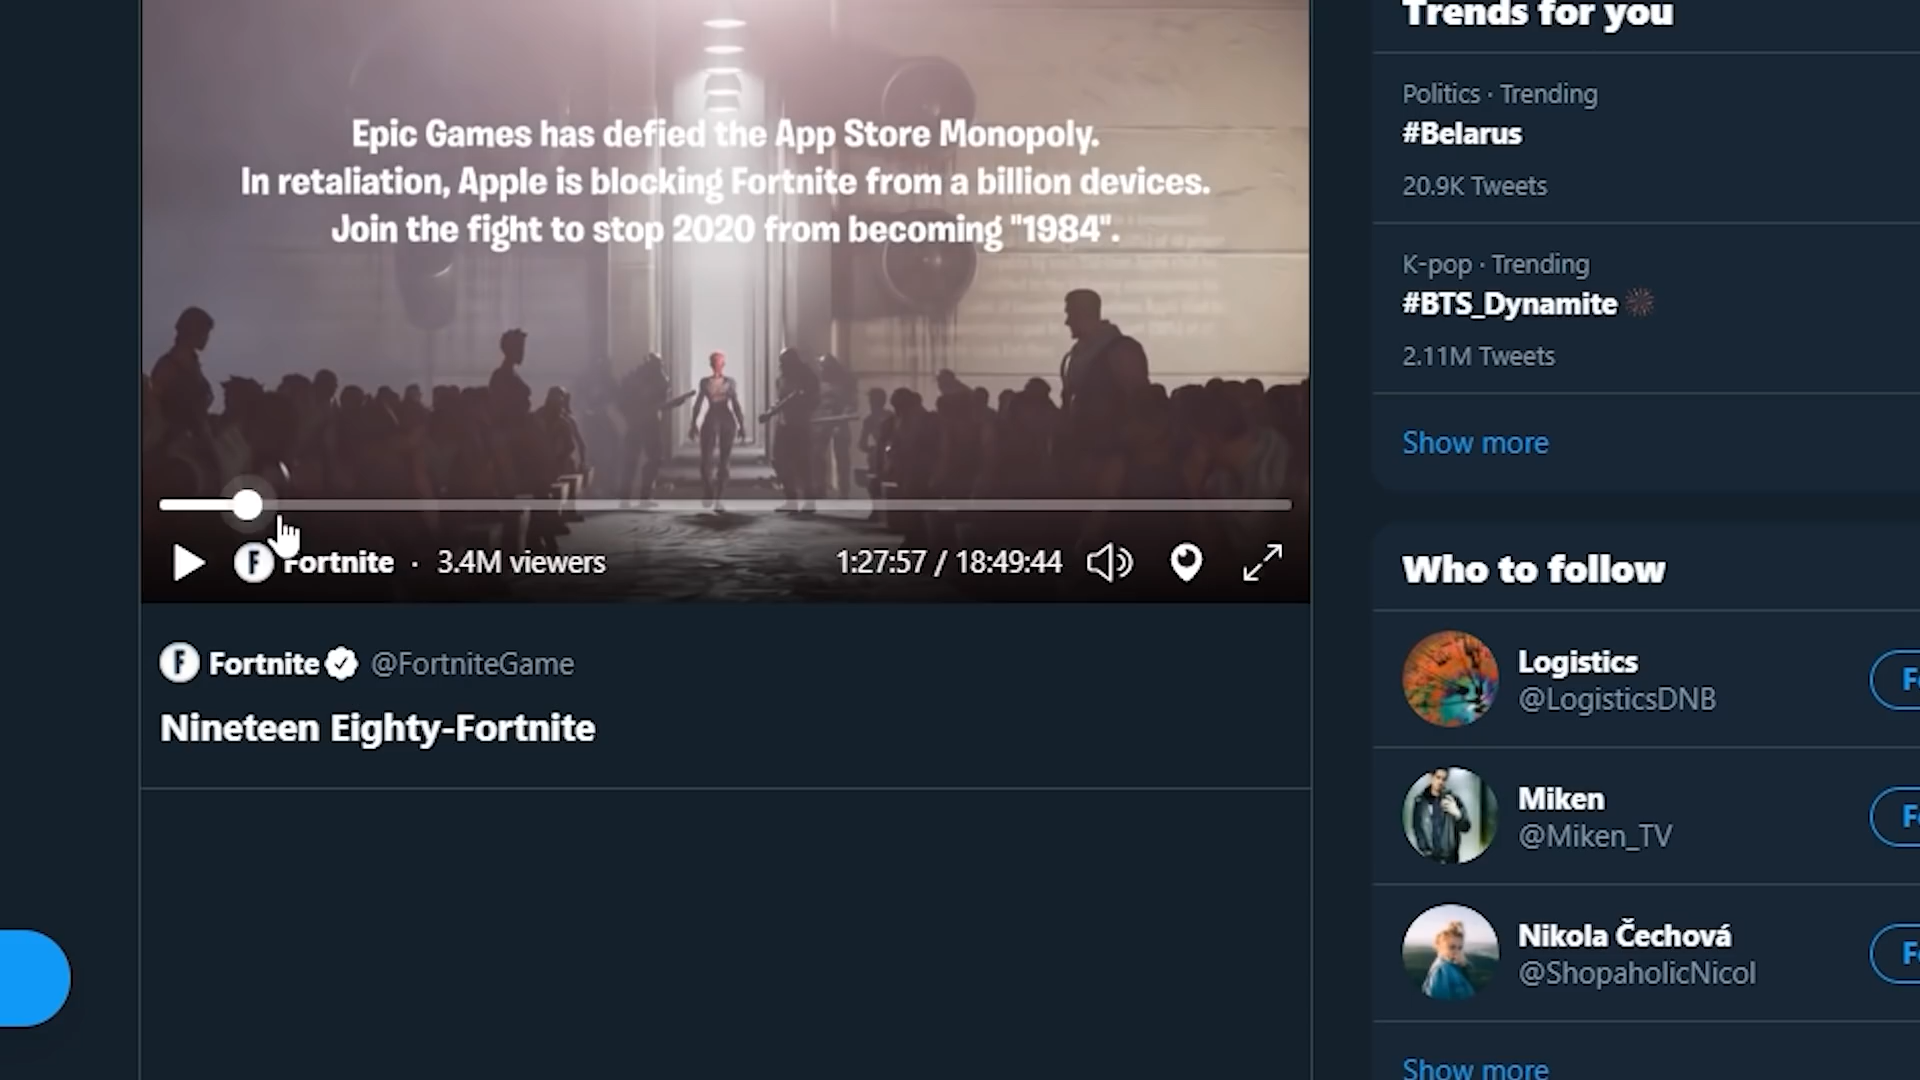 Epic Games has defied the App Store Monopoly.
In retaliation, Apple is blocking Fortnite from a billion devices.
Join the fight to stop 2020 from becoming "1984".
Fortnite · 3.4M viewers
1:27:57 / 18:49:44
Fortnite @FortniteGame
Nineteen Eighty-Fortnite
Trends for you
Politics · Trending
#Belarus
20.9K Tweets
K-pop · Trending
#BTS_Dynamite
2.11M Tweets
Show more
Who to follow
Logistics
@LogisticsDNB
Miken
@Miken_TV
Nikola Čechová
@ShopaholicNicol
Show more